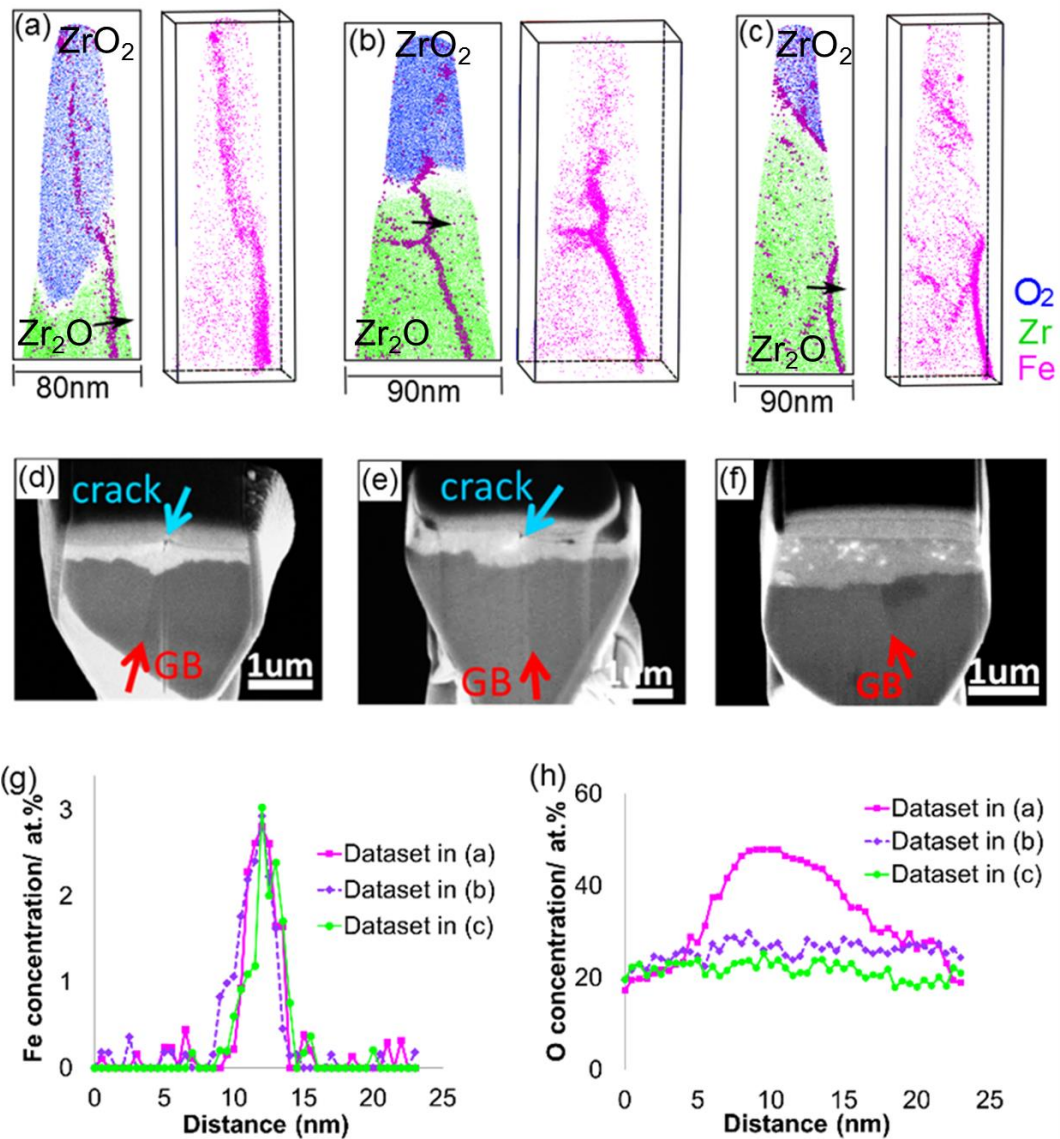 (a)
ZrO2
Zr2O
80nm
(b)
ZrO2
Zr2O
90nm
(c)
ZrO2
Zr2O
90nm
O2
Zr
Fe
(d)
crack
GB
1um
(e)
crack
GB
1um
(f)
GB
1um
(g)
Fe concentration/ at.%
3
2
1
0
0 5 10 15 20 25
Distance (nm)
Dataset in (a)
Dataset in (b)
Dataset in (c)
(h)
O concentration/ at.%
60
40
20
0
0 5 10 15 20 25
Distance (nm)
Dataset in (a)
Dataset in (b)
Dataset in (c)